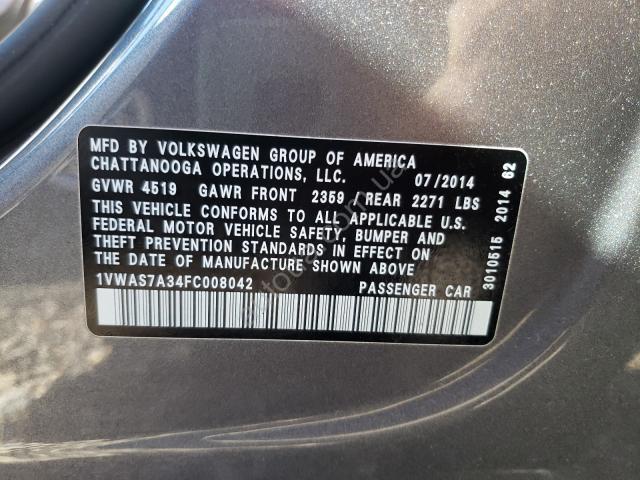 MFD BY VOLKSWAGEN GROUP OF AMERICA
CHATTANOOGA OPERATIONS, LLC. 07/2014
GVWR 4519 GAWR FRONT 2359 REAR 2271 LBS
THIS VEHICLE CONFORMS TO ALL APPLICABLE U.S.
FEDERAL MOTOR VEHICLE SAFETY, BUMPER AND
THEFT PREVENTION STANDARDS IN EFFECT ON
THE DATE OF MANUFACTURE SHOWN ABOVE.
1VWAS7A34FC008042 PASSENGER CAR
3010515 2014 62